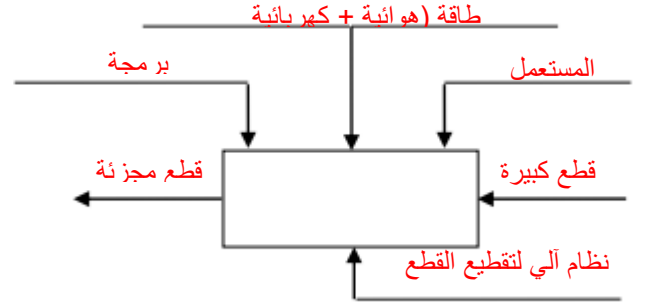 طاقة (هوائية + كهربائية
المستعمل
برمجة
قطع كبيرة
قطع مجزئة
نظام آلي لتقطيع القطع